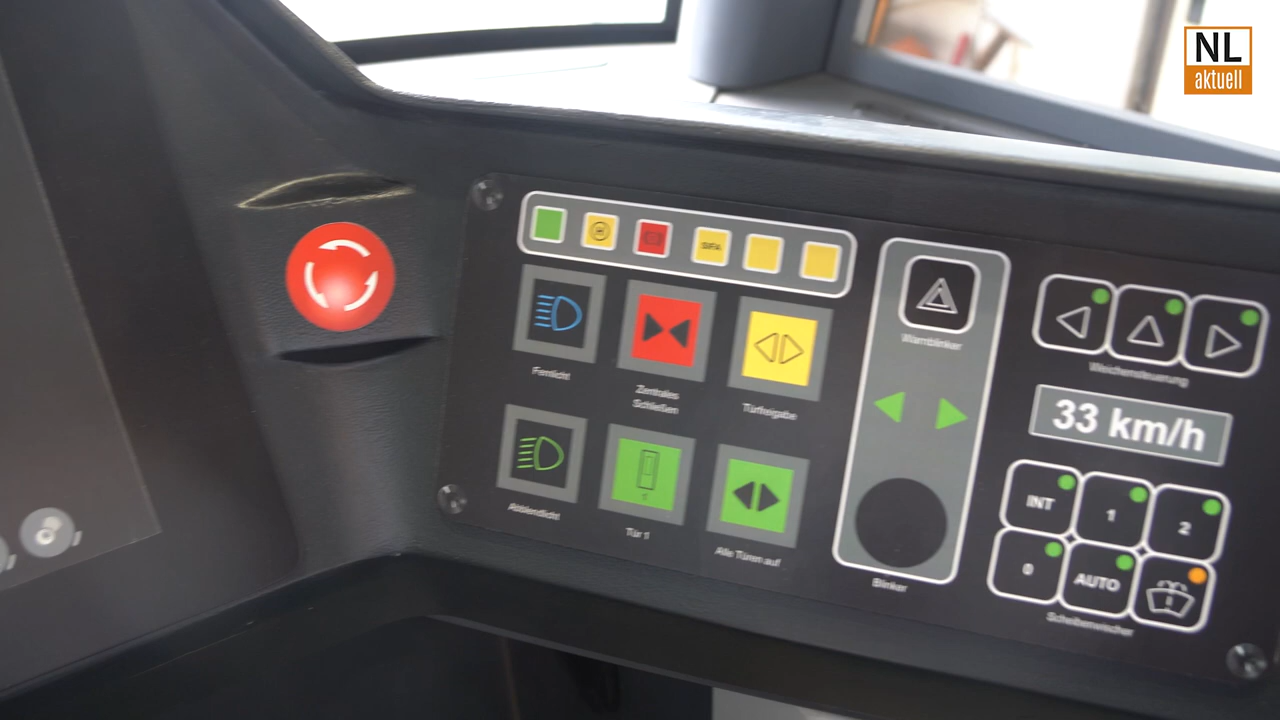 NL
aktuell
SIFA
Fernlicht
Zentrales
Schließen
Türfreigabe
Warnblinker
Weichensteuerung
33 km/h
Abblendlicht
Tür 1
Alle Türen auf
Blinker
INT
1
2
0
AUTO
Scheibenwischer